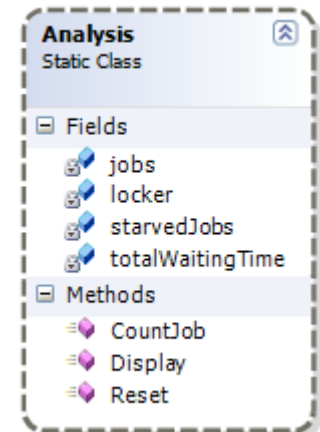 Analysis
Static Class
Fields
jobs
locker
starvedJobs
totalWaitingTime
Methods
CountJob
Display
Reset